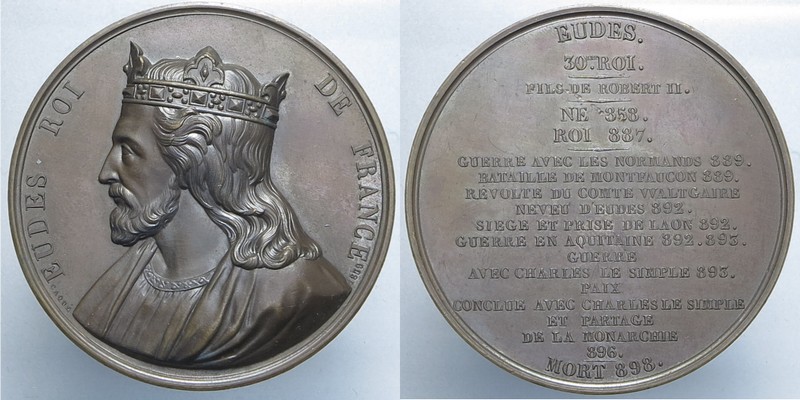 EUDES ROI DE FRANCE
EUDES.
30ME. ROI.
FILS DE ROBERT II.
NE 858.
ROI 887.
GUERRE AVEC LES NORMANDS 889.
BATAILLE DE MONTFAUCON 889.
REVOLTE DU COMTE WALTGAIRE
NEVEU D'EUDES 892.
SIEGE ET PRISE DE LAON 892.
GUERRE EN AQUITAINE 892. 893.
GUERRE
AVEC CHARLES LE SIMPLE 893.
PAIX
CONCLUE AVEC CHARLES LE SIMPLE
ET PARTAGE
DE LA MONARCHIE
896.
MORT 898.